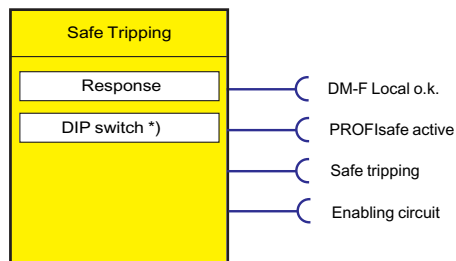 Safe Tripping
Response
DM-F Local o.k.
DIP switch *)
PROFIsafe active
Safe tripping
Enabling circuit